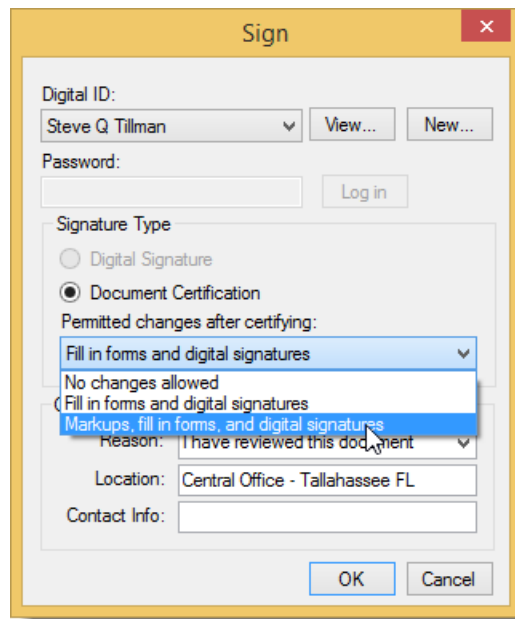 Sign
Digital ID:
Steve Q Tillman View... New...
Password:
Log in
Signature Type
Digital Signature
Document Certification
Permitted changes after certifying:
Fill in forms and digital signatures
No changes allowed
Fill in forms and digital signatures
Markups, fill in forms, and digital signatures
Reason: I have reviewed this document
Location: Central Office - Tallahassee FL
Contact Info:
OK Cancel